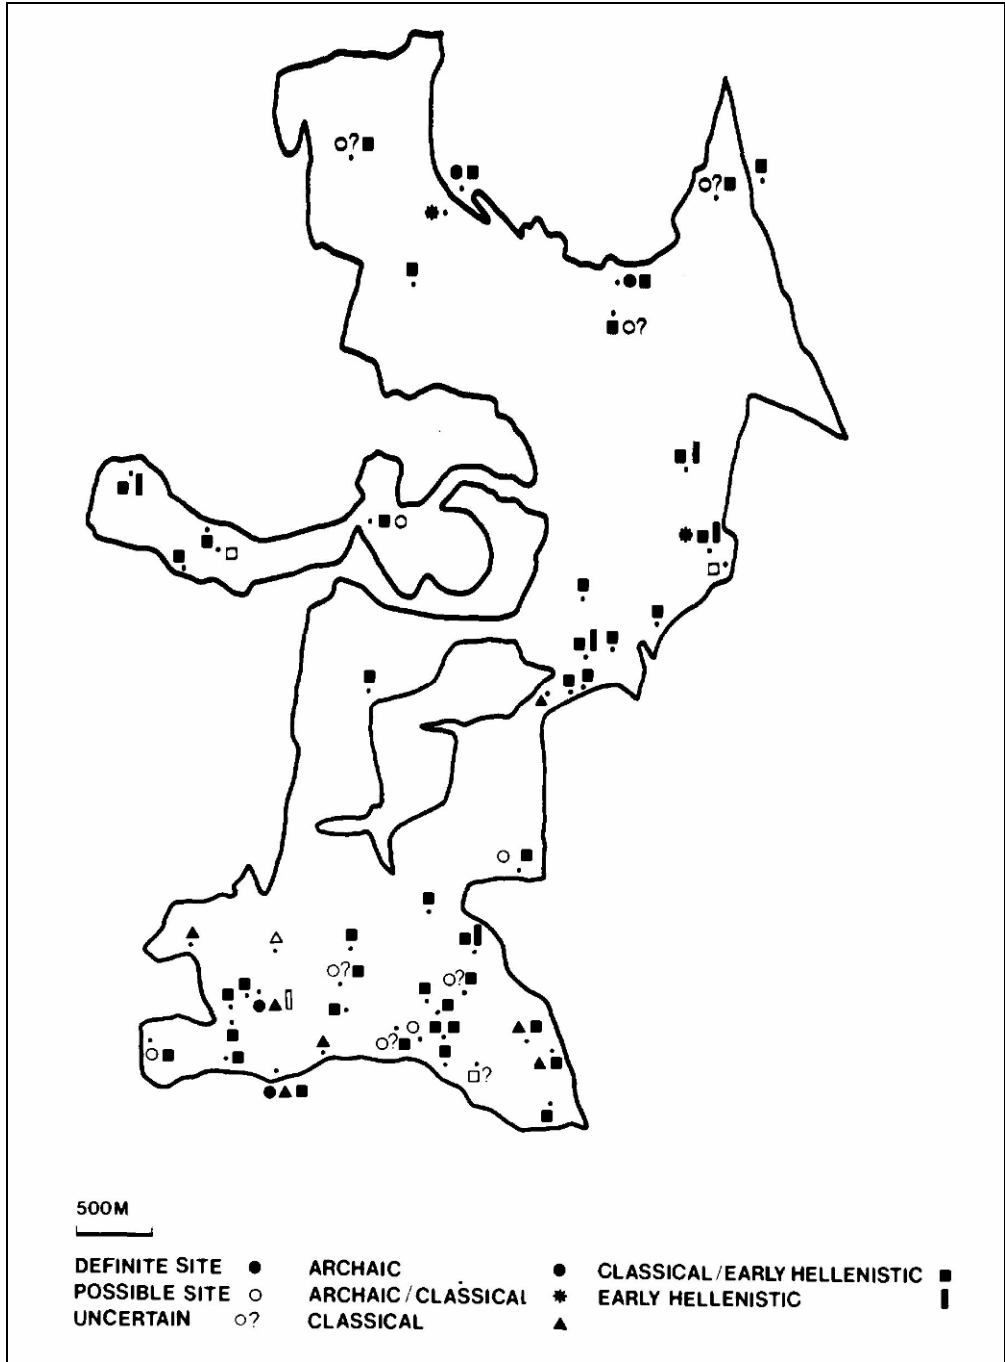 ?
?
?
?
?
?
?
500M
DEFINITE SITE ARCHAIC CLASSICAL/EARLY HELLENISTIC
POSSIBLE SITE ARCHAIC/CLASSICAL EARLY HELLENISTIC
UNCERTAIN ? CLASSICAL